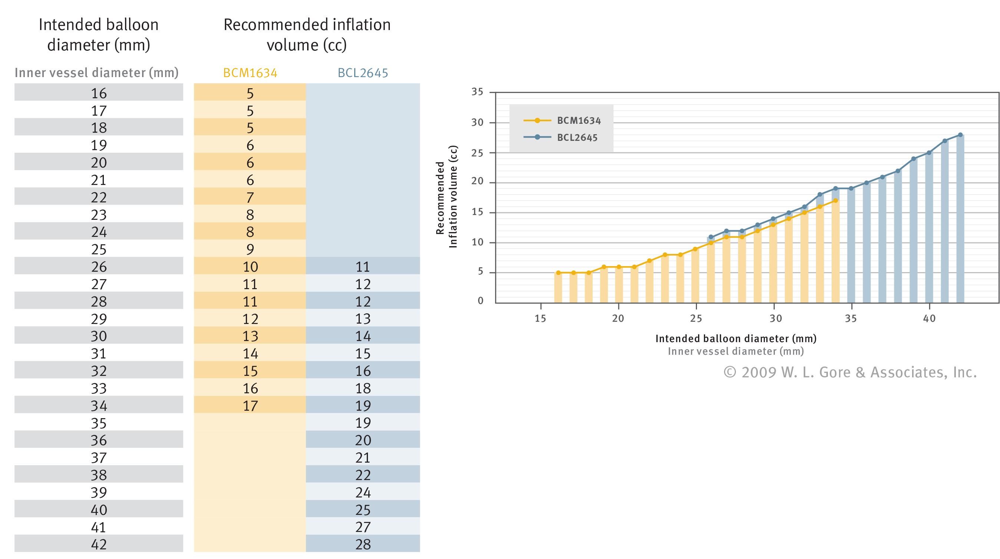 Intended balloon
diameter (mm)
Recommended inflation
volume (cc)
Inner vessel diameter (mm)
BCM1634
BCL2645
16 5
17 5
18 5
19 6
20 6
21 6
22 7
23 8
24 8
25 9
26 10 11
27 11 12
28 11 12
29 12 13
30 13 14
31 14 15
32 15 16
33 16 18
34 17 19
35 19
36 20
37 21
38 22
39 24
40 25
41 27
42 28
Recommended
Inflation volume (cc)
35
30
25
20
15
10
5
0
BCM1634
BCL2645
15 20 25 30 35 40
Intended balloon diameter (mm)
Inner vessel diameter (mm)
© 2009 W. L. Gore & Associates, Inc.